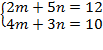 2m + 5n = 12
4m + 3n = 10